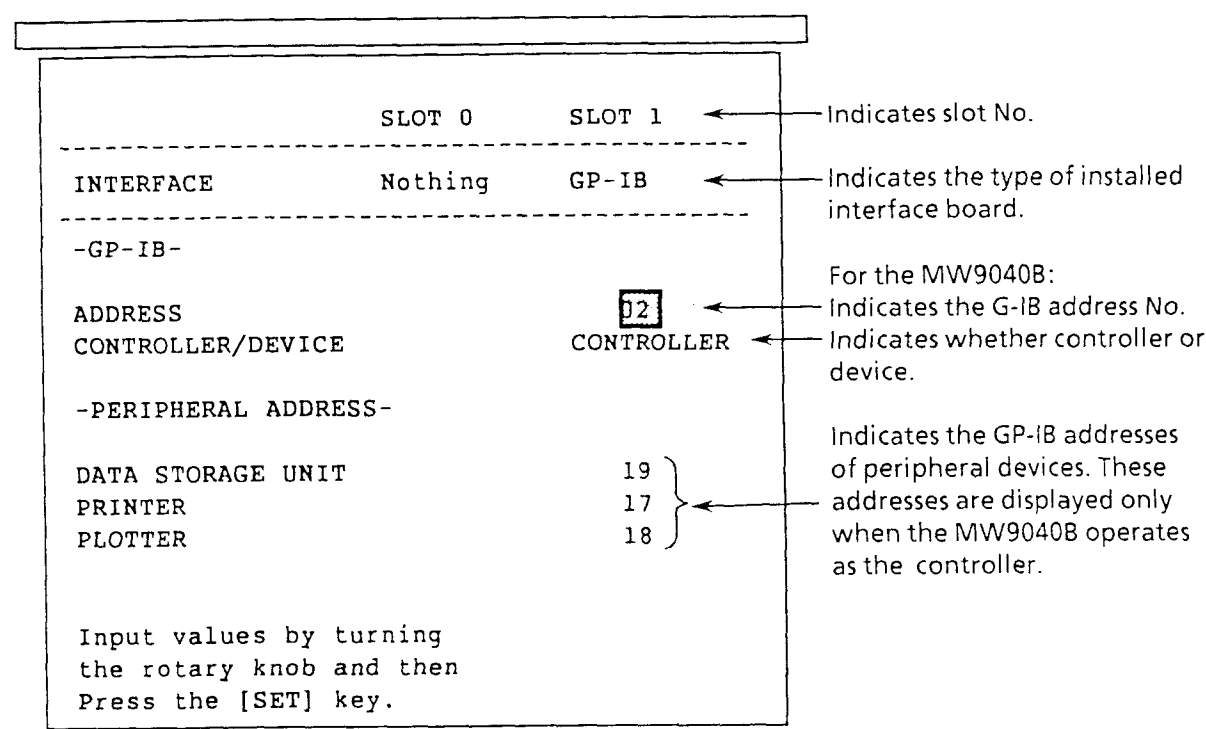 SLOT 0 SLOT 1
Indicates slot No.
INTERFACE Nothing GP-IB
Indicates the type of installed
interface board.
-GP-IB-
For the MW9040B:
ADDRESS 02
Indicates the G-IB address No.
CONTROLLER/DEVICE CONTROLLER
Indicates whether controller or
device.
-PERIPHERAL ADDRESS-
DATA STORAGE UNIT 19
PRINTER 17
PLOTTER 18
Indicates the GP-IB addresses
of peripheral devices. These
addresses are displayed only
when the MW9040B operates
as the controller.
Input values by turning
the rotary knob and then
Press the [SET] key.